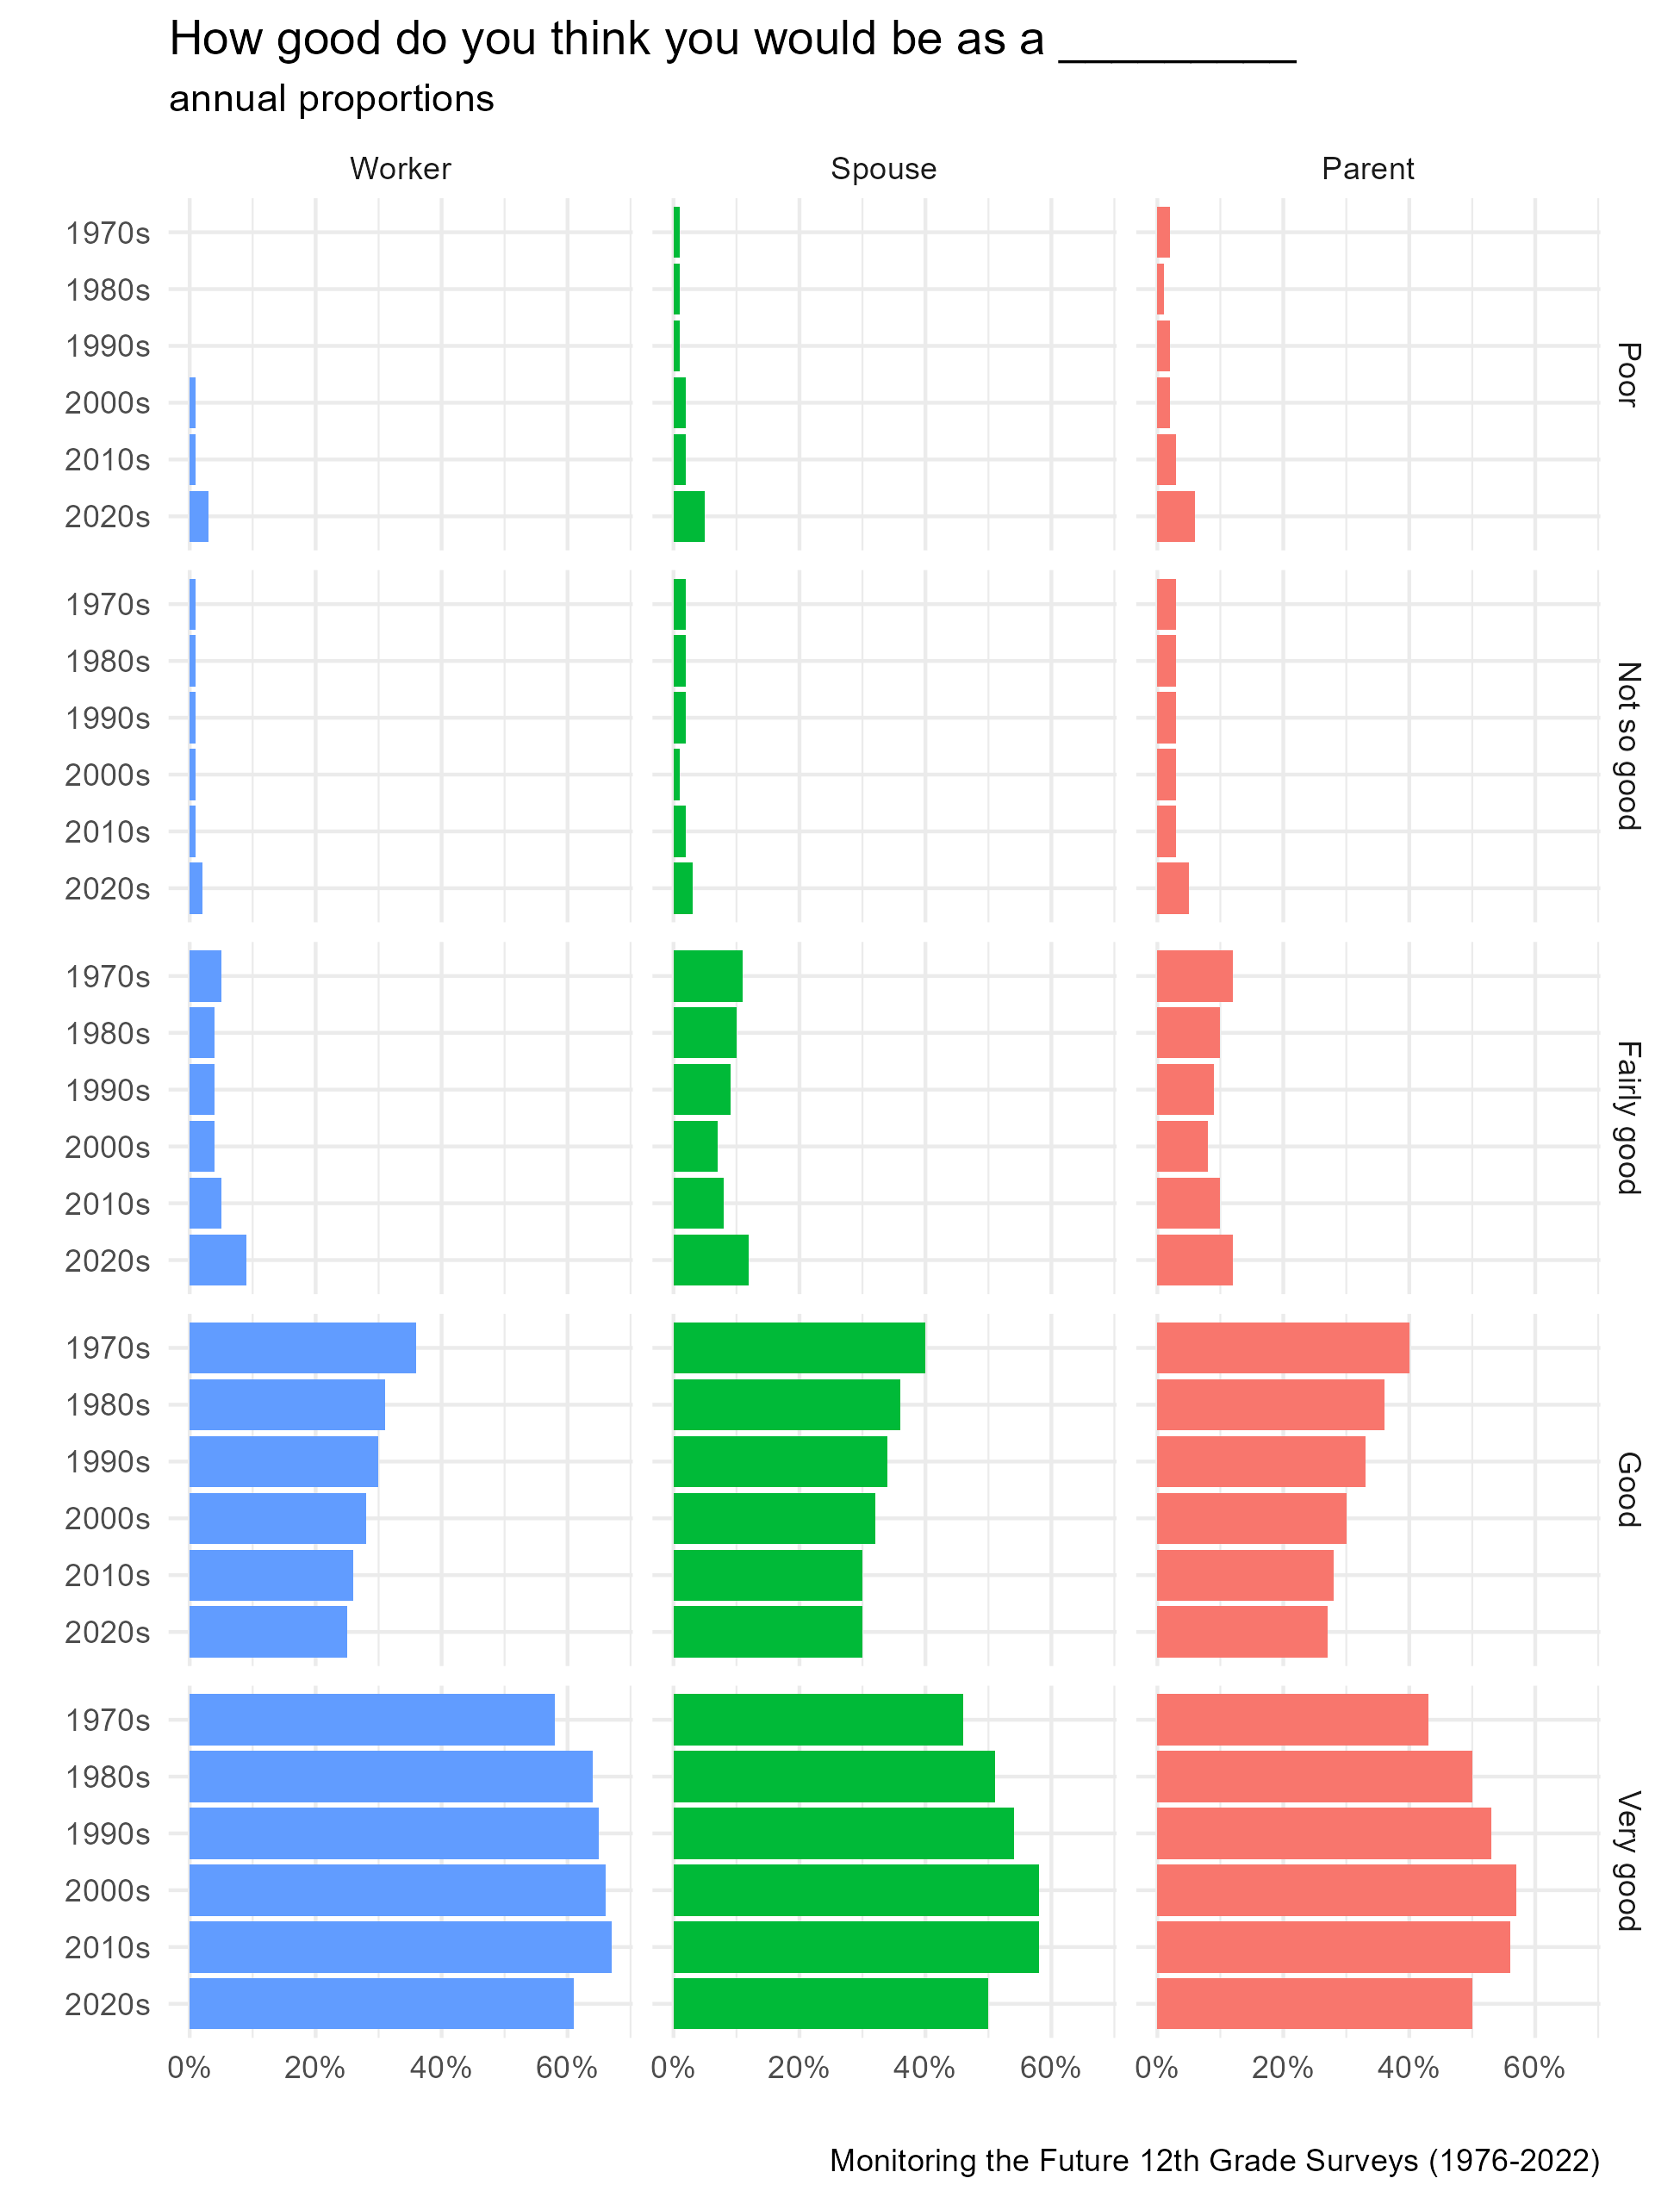 How good do you think you would be as a __________
annual proportions
Worker Spouse Parent
1970s
1980s
1990s
2000s
2010s
2020s
Poor
1970s
1980s
1990s
2000s
2010s
2020s
Not so good
1970s
1980s
1990s
2000s
2010s
2020s
Fairly good
1970s
1980s
1990s
2000s
2010s
2020s
Good
1970s
1980s
1990s
2000s
2010s
2020s
Very good
0% 20% 40% 60% 0% 20% 40% 60% 0% 20% 40% 60%
Monitoring the Future 12th Grade Surveys (1976-2022)